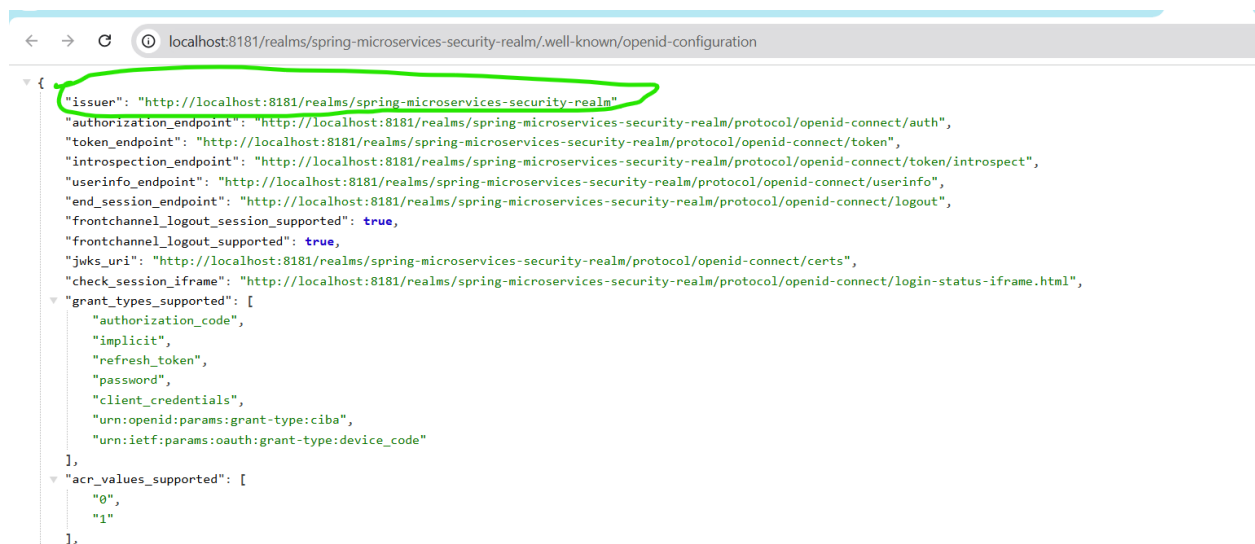 localhost:8181/realms/spring-microservices-security-realm/.well-known/openid-configuration
{
"issuer": "http://localhost:8181/realms/spring-microservices-security-realm"
"authorization_endpoint": "http://localhost:8181/realms/spring-microservices-security-realm/protocol/openid-connect/auth",
"token_endpoint": "http://localhost:8181/realms/spring-microservices-security-realm/protocol/openid-connect/token",
"introspection_endpoint": "http://localhost:8181/realms/spring-microservices-security-realm/protocol/openid-connect/token/introspect",
"userinfo_endpoint": "http://localhost:8181/realms/spring-microservices-security-realm/protocol/openid-connect/userinfo",
"end_session_endpoint": "http://localhost:8181/realms/spring-microservices-security-realm/protocol/openid-connect/logout",
"frontchannel_logout_session_supported": true,
"frontchannel_logout_supported": true,
"jwks_uri": "http://localhost:8181/realms/spring-microservices-security-realm/protocol/openid-connect/certs",
"check_session_iframe": "http://localhost:8181/realms/spring-microservices-security-realm/protocol/openid-connect/login-status-iframe.html",
"grant_types_supported": [
"authorization_code",
"implicit",
"refresh_token",
"password",
"client_credentials",
"urn:openid:params:grant-type:ciba",
"urn:ietf:params:oauth:grant-type:device_code"
],
"acr_values_supported": [
"0",
"1"
],